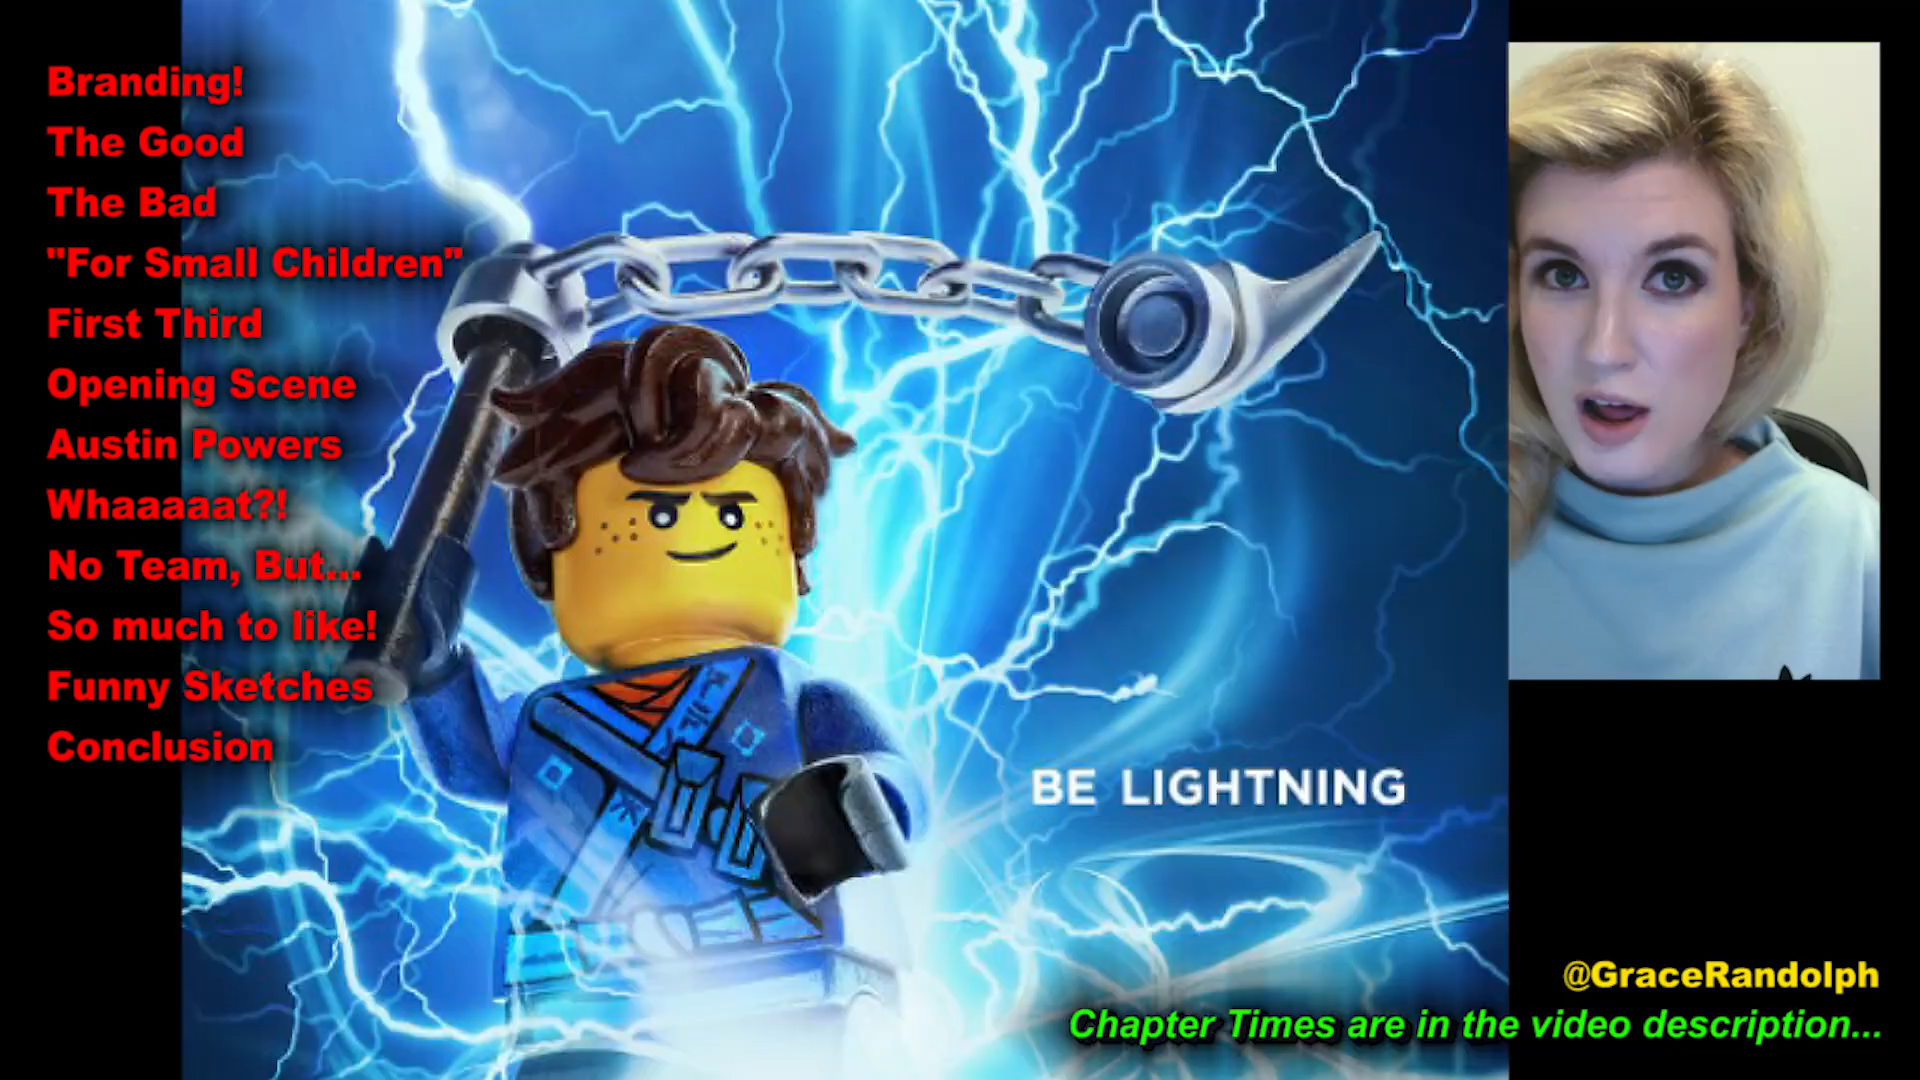 Branding!
The Good
The Bad
"For Small Children"
First Third
Opening Scene
Austin Powers
Whaaaaat?!
No Team, But...
So much to like!
Funny Sketches
Conclusion
BE LIGHTNING
@GraceRandolph
Chapter Times are in the video description...